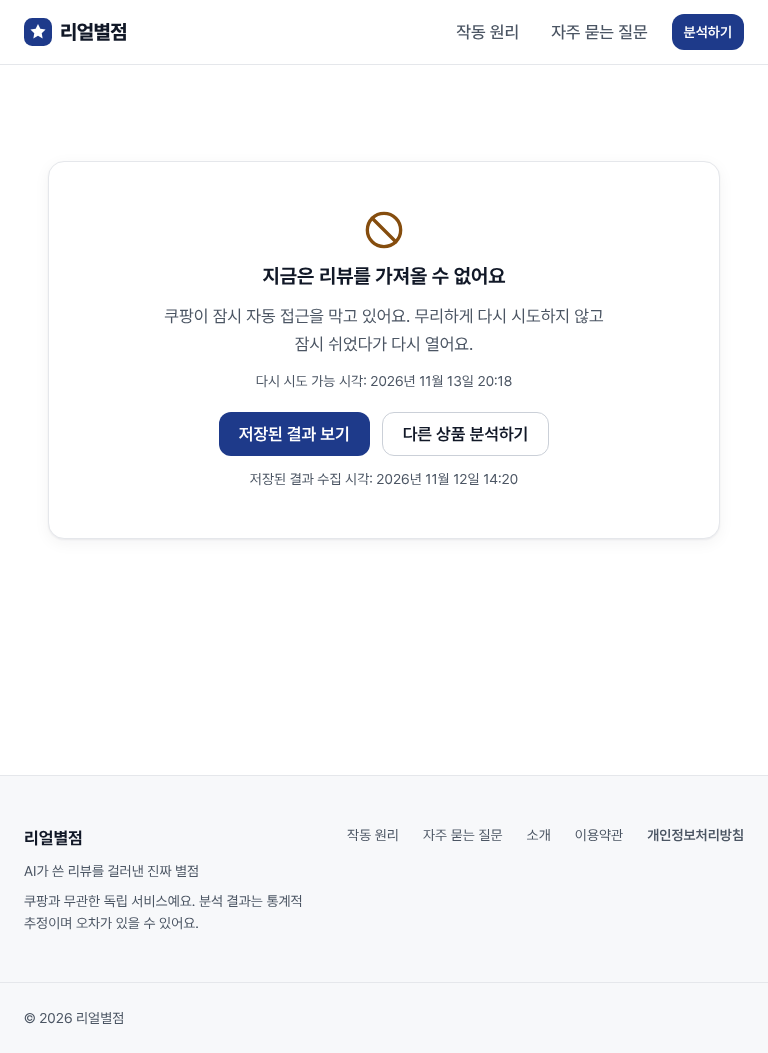 리얼별점
작동 원리
자주 묻는 질문
분석하기
지금은 리뷰를 가져올 수 없어요
쿠팡이 잠시 자동 접근을 막고 있어요. 무리하게 다시 시도하지 않고
잠시 쉬었다가 다시 열어요.
다시 시도 가능 시각: 2026년 11월 13일 20:18
저장된 결과 보기
다른 상품 분석하기
저장된 결과 수집 시각: 2026년 11월 12일 14:20
리얼별점
AI가 쓴 리뷰를 걸러낸 진짜 별점
쿠팡과 무관한 독립 서비스예요. 분석 결과는 통계적
추정이며 오차가 있을 수 있어요.
작동 원리
자주 묻는 질문
소개
이용약관
개인정보처리방침
© 2026 리얼별점